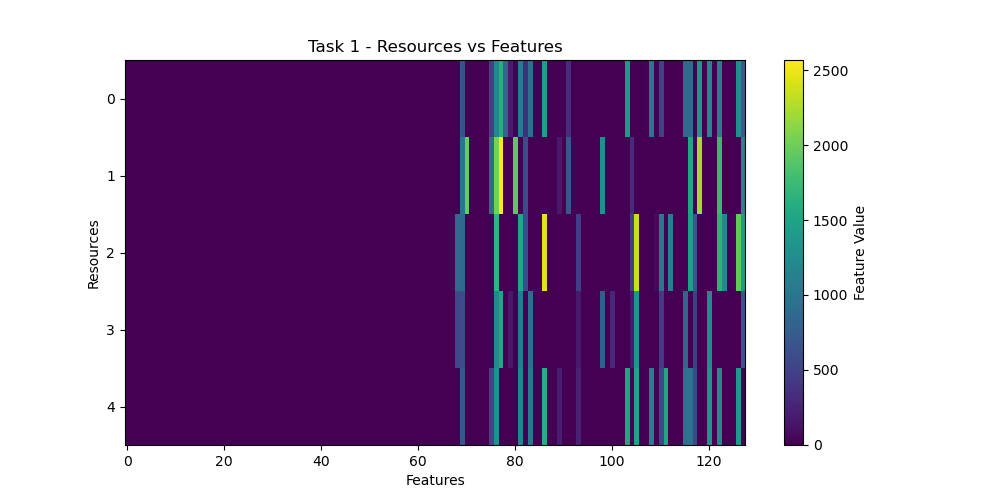 Task 1 - Resources vs Features
Resources
0
1
2
3
4
0 20 40 60 80 100 120
Features
2500
2000
1500
1000
500
0
Feature Value